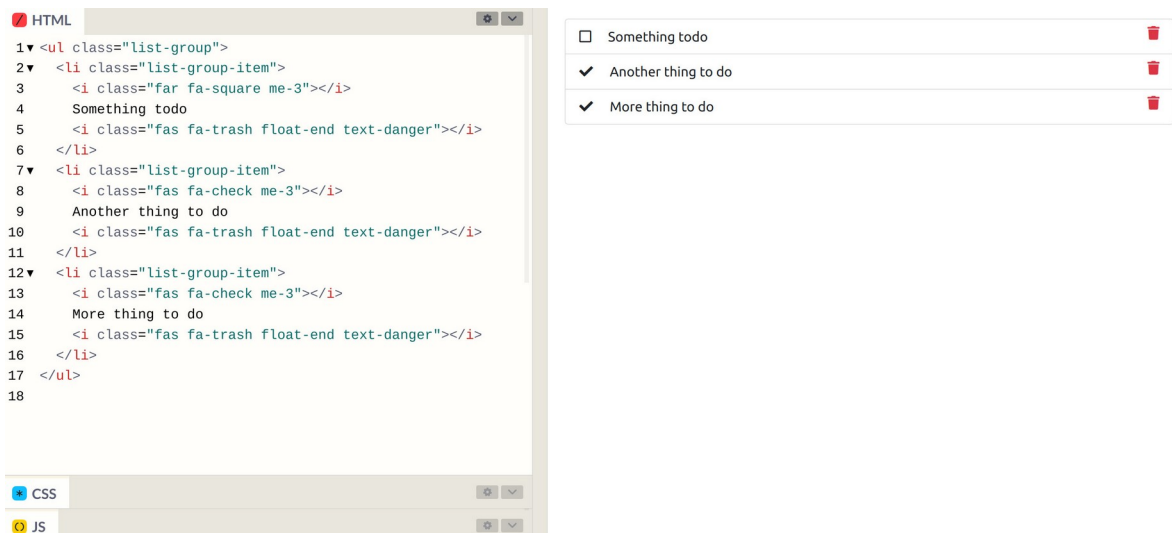 HTML
1 <ul class="list-group">
2 <li class="list-group-item">
3 <i class="far fa-square me-3"></i>
4 Something todo
5 <i class="fas fa-trash float-end text-danger"></i>
6 </li>
7 <li class="list-group-item">
8 <i class="fas fa-check me-3"></i>
9 Another thing to do
10 <i class="fas fa-trash float-end text-danger"></i>
11 </li>
12 <li class="list-group-item">
13 <i class="fas fa-check me-3"></i>
14 More thing to do
15 <i class="fas fa-trash float-end text-danger"></i>
16 </li>
17 </ul>
18
CSS
JS
Something todo
Another thing to do
More thing to do